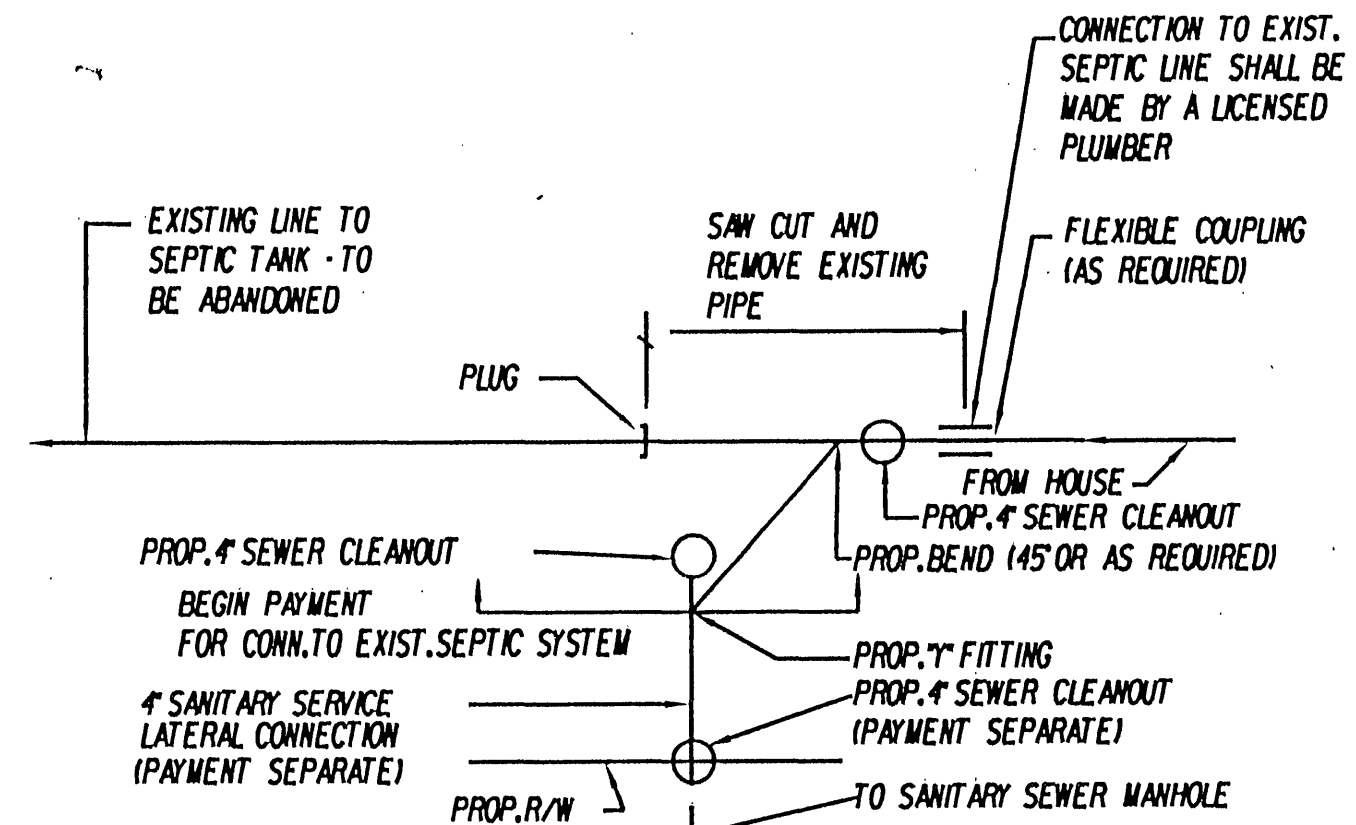 CONNECTION TO EXIST.
SEPTIC LINE SHALL BE
MADE BY A LICENSED
PLUMBER
EXISTING LINE TO
SEPTIC TANK - TO
BE ABANDONED
SAW CUT AND
REMOVE EXISTING
PIPE
FLEXIBLE COUPLING
(AS REQUIRED)
PLUG
FROM HOUSE
PROP. 4" SEWER CLEANOUT
PROP. 4" SEWER CLEANOUT
PROP. BEND (45° OR AS REQUIRED)
BEGIN PAYMENT
FOR CONN. TO EXIST. SEPTIC SYSTEM
PROP. "Y" FITTING
4" SANITARY SERVICE
LATERAL CONNECTION
(PAYMENT SEPARATE)
PROP. 4" SEWER CLEANOUT
(PAYMENT SEPARATE)
PROP. R/W
TO SANITARY SEWER MANHOLE